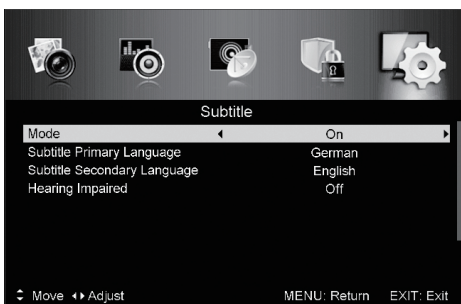 Subtitle
Mode On
Subtitle Primary Language German
Subtitle Secondary Language English
Hearing Impaired Off
Move Adjust MENU: Return EXIT: Exit